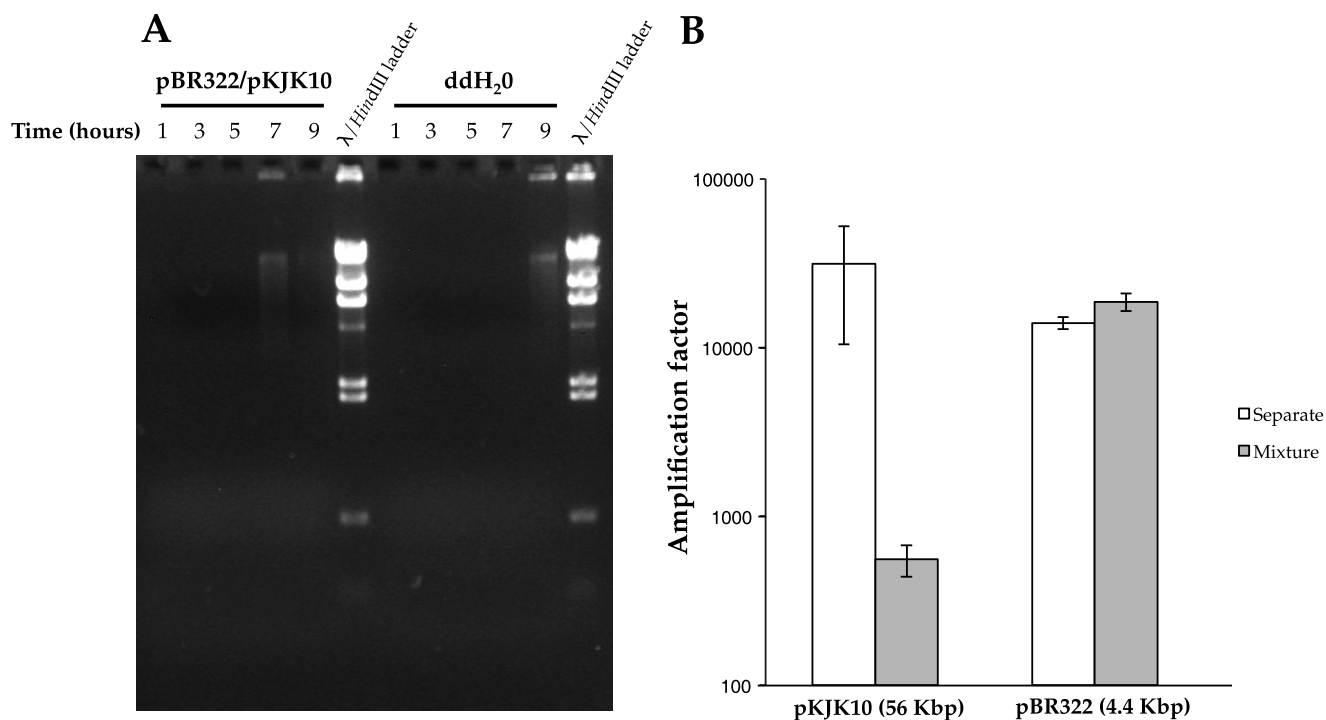 A
pBR322/pKJK10
λ/HindIII ladder
ddH₂0
λ/HindIII ladder
Time (hours) 1 3 5 7 9 1 3 5 7 9
B
100000
10000
1000
100
Amplification factor
pKJK10 (56 Kbp) pBR322 (4.4 Kbp)
Separate
Mixture